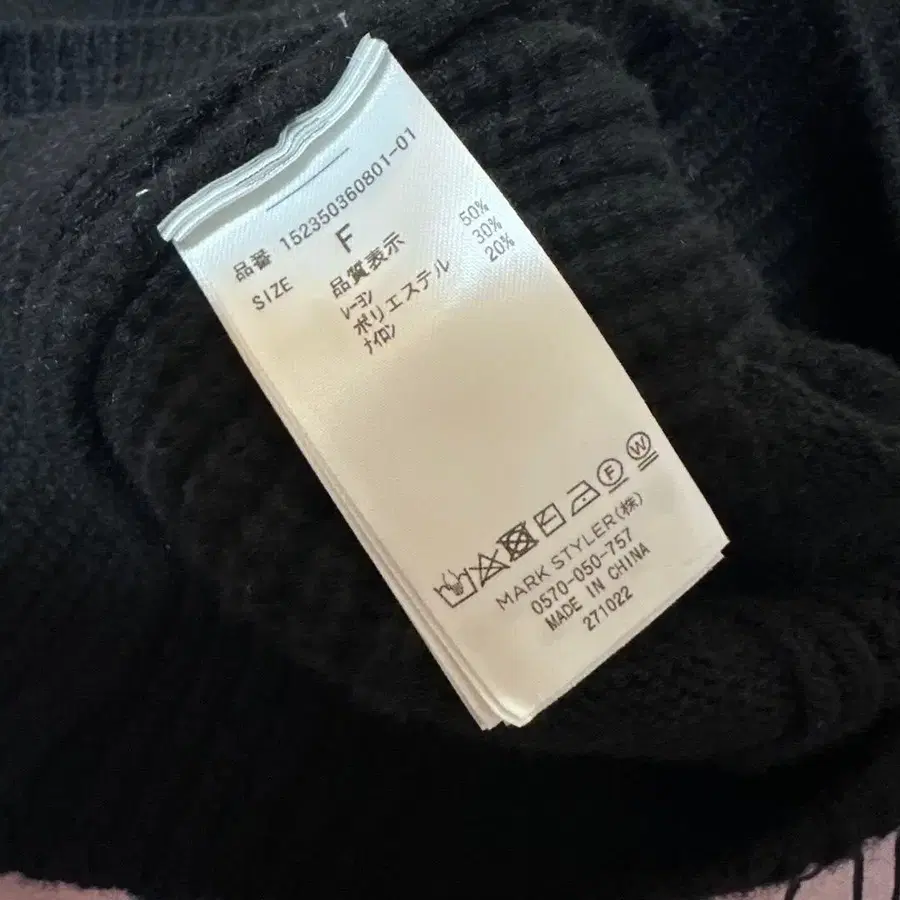 品番 152350360801-01
SIZE F
品質表示
ﾚｰﾖﾝ 50%
ポリエステル 30%
ﾅｲﾛﾝ 20%
F W
MARK STYLER(株)
0570-050-757
MADE IN CHINA
271022